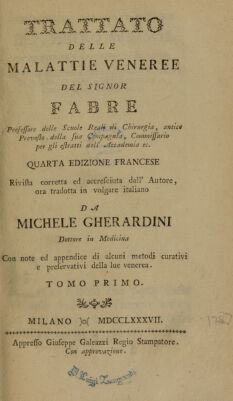 TRATTATO
DELLE
MALATTIE VENEREE
DEL SIGNOR
FABRE
Professore delle Scuole Reali di Chirurgia, antico
Prevosto della sua Compagnia, Commissario
per gli estratti dell' Accademia ec.
QUARTA EDIZIONE FRANCESE
Rivista corretta ed accresciuta dall' Autore,
ora tradotta in volgare italiano
DA
MICHELE GHERARDINI
Dottore in Medicina
Con note ed appendice di alcuni metodi curativi
e preservativi della lue venerea.
TOMO PRIMO.
MILANO )o( MDCCLXXXVII.
1787
Appresso Giuseppe Galeazzi Regio Stampatore.
Con approvazione.
Di Luigi